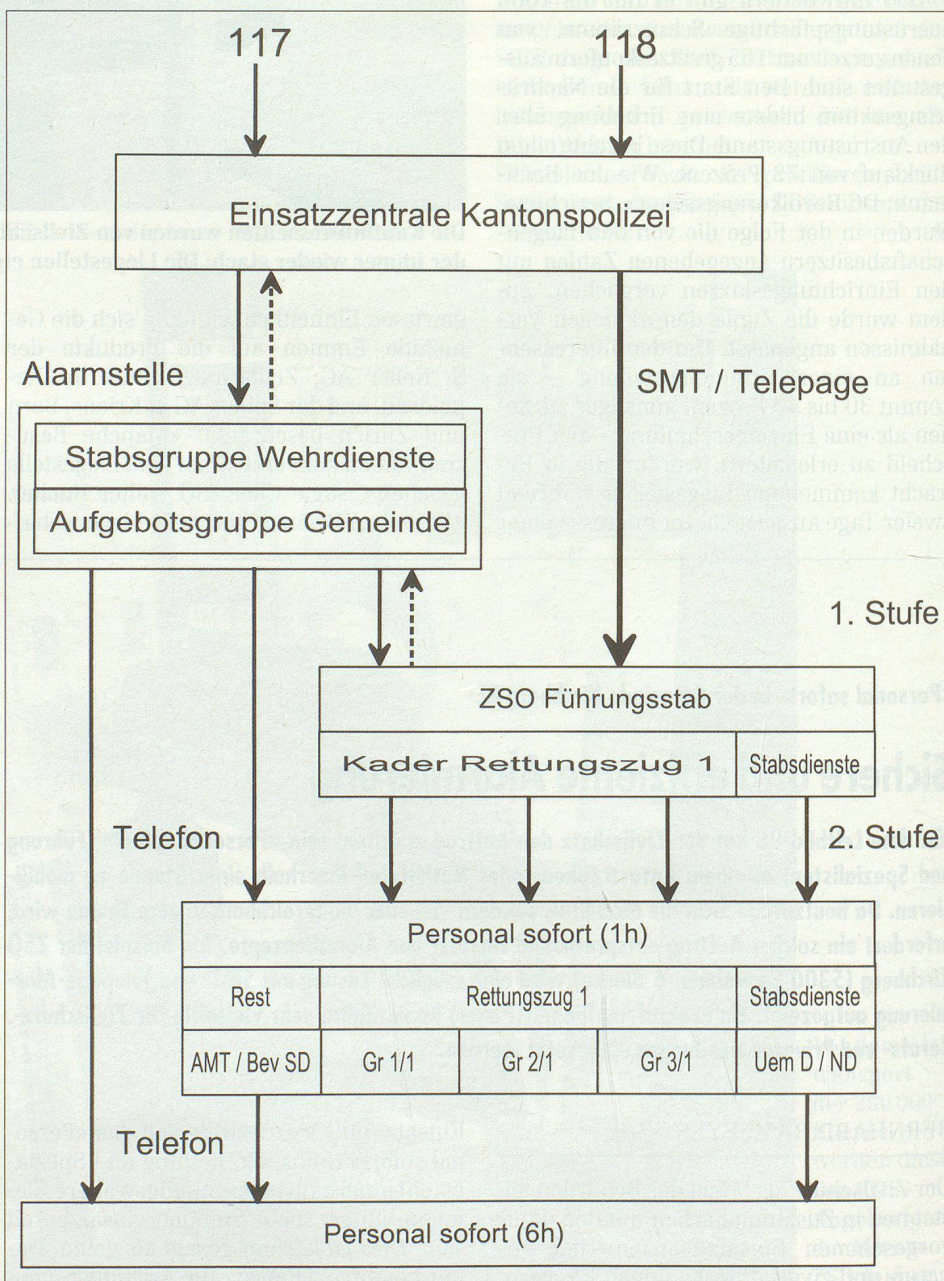 117
118
Einsatzzentrale Kantonspolizei
Alarmstelle
SMT / Telepage
Stabsgruppe Wehrdienste
Aufgebotsgruppe Gemeinde
1. Stufe
ZSO Führungsstab
Kader Rettungszug 1
Stabsdienste
Telefon
2. Stufe
Personal sofort (1h)
Rest
Rettungszug 1
Stabsdienste
AMT / Bev SD
Gr 1/1
Gr 2/1
Gr 3/1
Uem D / ND
Telefon
Personal sofort (6h)